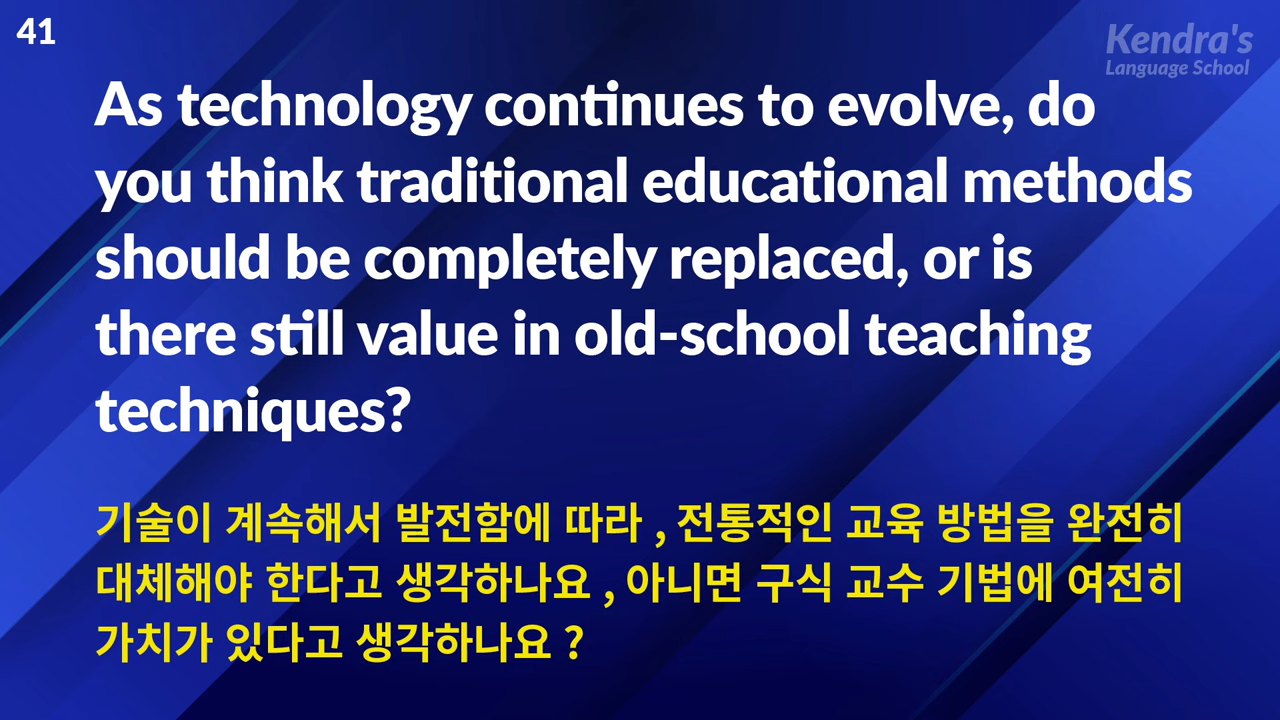 41
Kendra's
Language School
As technology continues to evolve, do
you think traditional educational methods
should be completely replaced, or is
there still value in old-school teaching
techniques?
기술이 계속해서 발전함에 따라 , 전통적인 교육 방법을 완전히
대체해야 한다고 생각하나요 , 아니면 구식 교수 기법에 여전히
가치가 있다고 생각하나요 ?